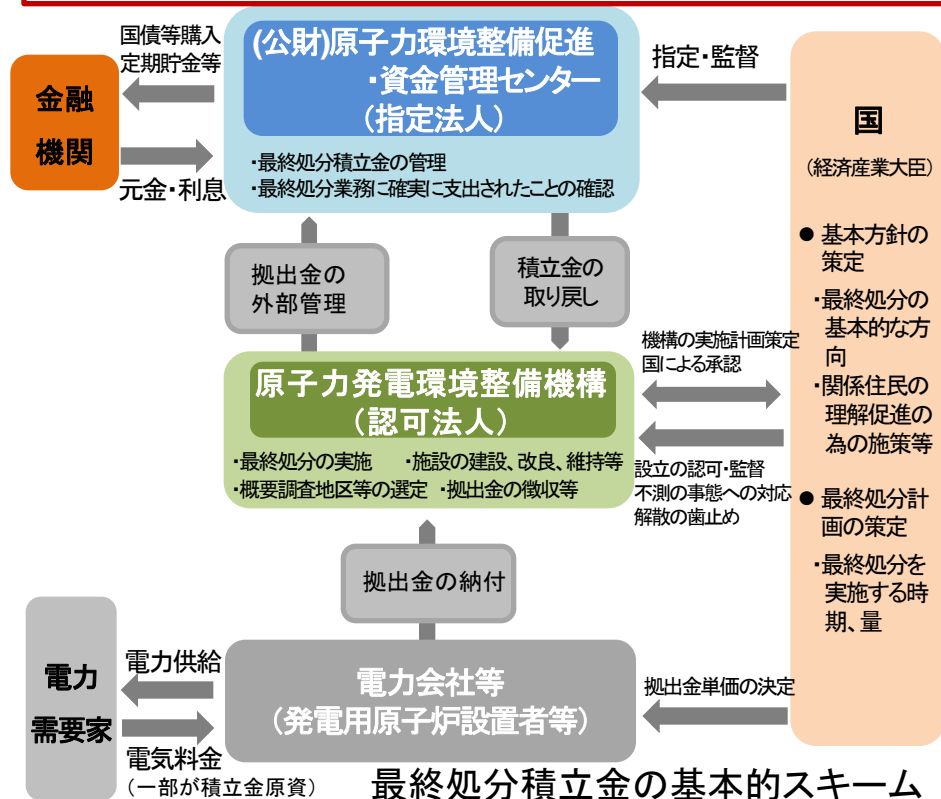 国債等購入
定期貯金等
金融
機関
元金・利息
(公財)原子力環境整備促進
・資金管理センター
(指定法人)
・最終処分積立金の管理
・最終処分業務に確実に支出されたことの確認
指定・監督
国
(経済産業大臣)
● 基本方針の
策定
・最終処分の
基本的な方
向
・関係住民の
理解促進の
為の施策等
● 最終処分計
画の策定
・最終処分を
実施する時
期、量
拠出金の
外部管理
積立金の
取り戻し
機構の実施計画策定
国による承認
原子力発電環境整備機構
(認可法人)
・最終処分の実施 ・施設の建設、改良、維持等
・概要調査地区等の選定 ・拠出金の徴収等
設立の認可・監督
不測の事態への対応
解散の歯止め
拠出金の納付
電力
需要家
電力供給
電気料金
(一部が積立金原資)
電力会社等
(発電用原子炉設置者等)
拠出金単価の決定
最終処分積立金の基本的スキーム